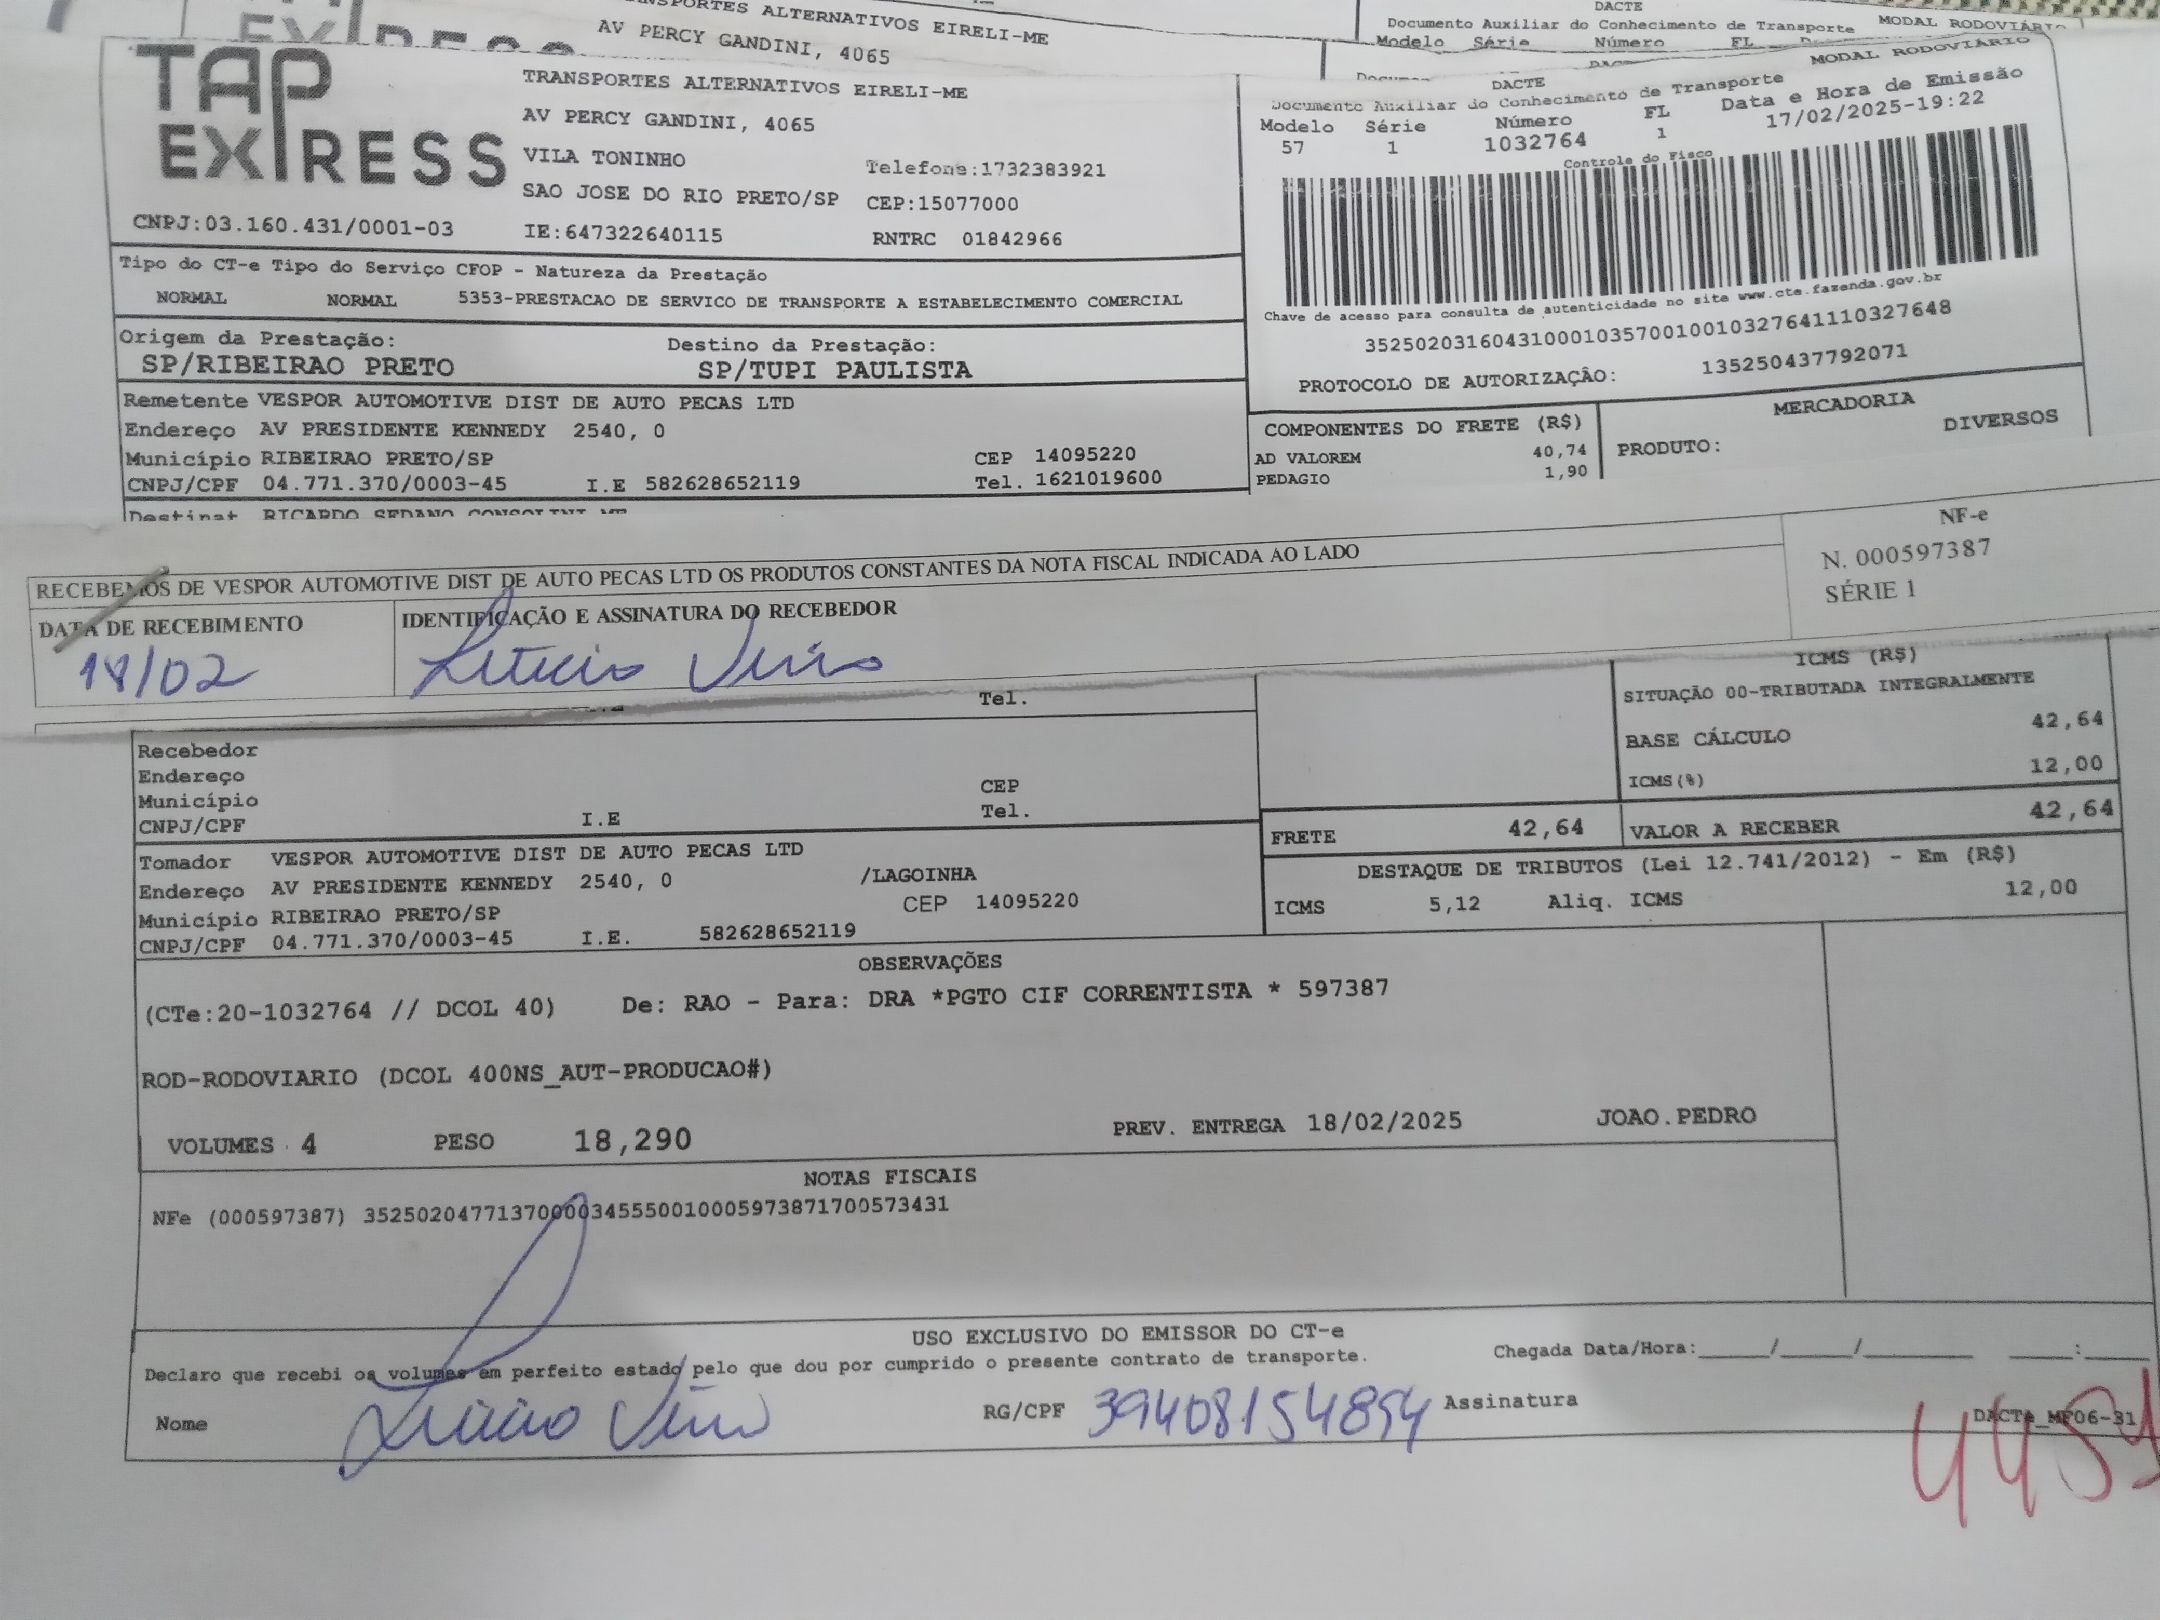 TRANSPORTES ALTERNATIVOS EIRELI-ME
AV PERCY GANDINI, 4065
DACTE
Documento Auxiliar do Conhecimento de Transporte MODAL RODOVIÁRIO
Modelo Série Número FL
TAP EXPRESS
TRANSPORTES ALTERNATIVOS EIRELI-ME
AV PERCY GANDINI, 4065
VILA TONINHO Telefone:1732383921
SAO JOSE DO RIO PRETO/SP CEP:15077000
CNPJ:03.160.431/0001-03 IE:647322640115 RNTRC 01842966
DACTE MODAL RODOVIÁRIO
Documento Auxiliar do Conhecimento de Transporte
Modelo Série Número FL Data e Hora de Emissão
57 1 1032764 1 17/02/2025-19:22
Controle do Fisco
Chave de acesso para consulta de autenticidade no site www.cte.fazenda.gov.br
35250203160431000103570010010327641110327648
PROTOCOLO DE AUTORIZAÇÂO: 135250437792071
Tipo do CT-e Tipo do Serviço CFOP - Natureza da Prestação
NORMAL NORMAL 5353-PRESTACAO DE SERVICO DE TRANSPORTE A ESTABELECIMENTO COMERCIAL
Origem da Prestação: Destino da Prestação:
SP/RIBEIRAO PRETO SP/TUPI PAULISTA
Remetente VESPOR AUTOMOTIVE DIST DE AUTO PECAS LTD
Endereço AV PRESIDENTE KENNEDY 2540, 0
Município RIBEIRAO PRETO/SP CEP 14095220
CNPJ/CPF 04.771.370/0003-45 I.E 582628652119 Tel. 1621019600
COMPONENTES DO FRETE (R$)
AD VALOREM 40,74
PEDAGIO 1,90
MERCADORIA
PRODUTO: DIVERSOS
Destinat RICARDO SEDANO CONSOLINI ME
RECEBEMOS DE VESPOR AUTOMOTIVE DIST DE AUTO PECAS LTD OS PRODUTOS CONSTANTES DA NOTA FISCAL INDICADA AO LADO
DATA DE RECEBIMENTO IDENTIFICAÇÃO E ASSINATURA DO RECEBEDOR
18/02
NF-e
N. 000597387
SÉRIE 1
Tel.
ICMS (R$)
SITUAÇÃO 00-TRIBUTADA INTEGRALMENTE
BASE CÁLCULO 42,64
ICMS(%) 12,00
Recebedor
Endereço
Município CEP
CNPJ/CPF I.E Tel.
FRETE 42,64 VALOR A RECEBER 42,64
Tomador VESPOR AUTOMOTIVE DIST DE AUTO PECAS LTD
Endereço AV PRESIDENTE KENNEDY 2540, 0 /LAGOINHA
Município RIBEIRAO PRETO/SP CEP 14095220
CNPJ/CPF 04.771.370/0003-45 I.E. 582628652119
DESTAQUE DE TRIBUTOS (Lei 12.741/2012) - Em (R$)
ICMS 5,12 Aliq. ICMS 12,00
OBSERVAÇÕES
(CTe:20-1032764 // DCOL 40) De: RAO - Para: DRA *PGTO CIF CORRENTISTA * 597387
ROD-RODOVIARIO (DCOL 400NS_AUT-PRODUCAO#)
VOLUMES 4 PESO 18,290 PREV. ENTREGA 18/02/2025 JOAO.PEDRO
NOTAS FISCAIS
NFe (000597387) 35250204771370000345550010005973871700573431
USO EXCLUSIVO DO EMISSOR DO CT-e
Declaro que recebi os volumes em perfeito estado pelo que dou por cumprido o presente contrato de transporte. Chegada Data/Hora:_____/_____/_______ ____:____
Nome RG/CPF 39408154854 Assinatura
DACTe_MF06-31